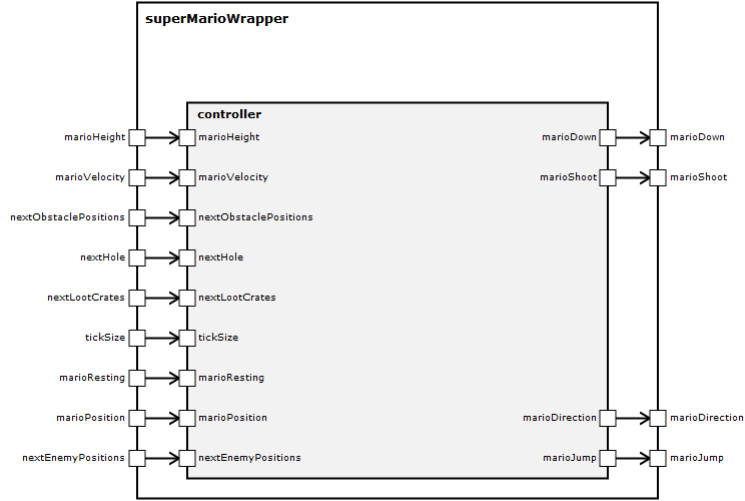 superMarioWrapper
controller
marioHeight marioHeight marioDown marioDown
marioVelocity marioVelocity marioShoot marioShoot
nextObstaclePositions nextObstaclePositions
nextHole nextHole
nextLootCrates nextLootCrates
tickSize tickSize
marioResting marioResting
marioPosition marioPosition marioDirection marioDirection
nextEnemyPositions nextEnemyPositions marioJump marioJump